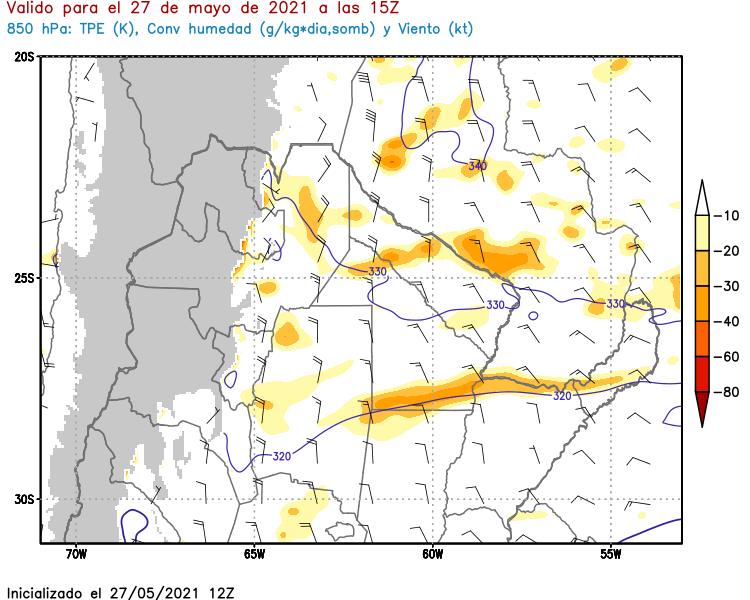 Valido para el 27 de mayo de 2021 a las 15Z
850 hPa: TPE (K), Conv humedad (g/kg*dia,somb) y Viento (kt)
20S
340
-10
-20
25S
330
330
330
-30
-40
-60
320
-80
320
30S
70W 65W 60W 55W
Inicializado el 27/05/2021 12Z